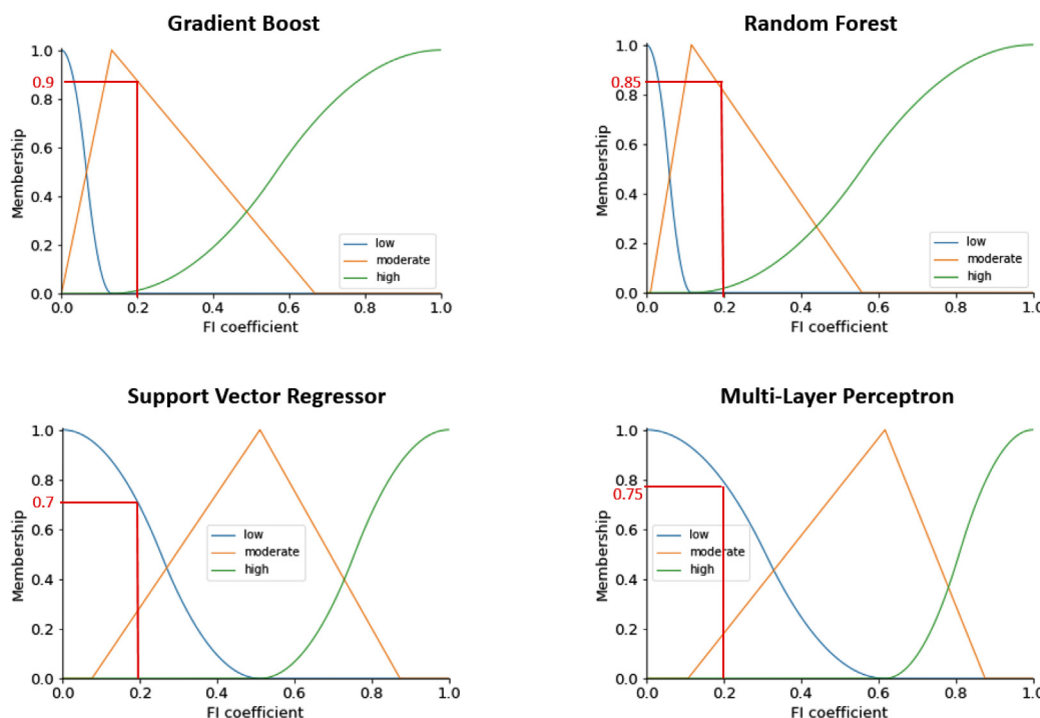 Gradient Boost
1.0
0.9
0.8
0.6
0.4
0.2
0.0
Membership
low
moderate
high
0.0 0.2 0.4 0.6 0.8 1.0
FI coefficient
Random Forest
1.0
0.85
0.8
0.6
0.4
0.2
0.0
Membership
low
moderate
high
0.0 0.2 0.4 0.6 0.8 1.0
FI coefficient
Support Vector Regressor
1.0
0.8
0.7
0.6
0.4
0.2
0.0
Membership
low
moderate
high
0.0 0.2 0.4 0.6 0.8 1.0
FI coefficient
Multi-Layer Perceptron
1.0
0.8
0.75
0.6
0.4
0.2
0.0
Membership
low
moderate
high
0.0 0.2 0.4 0.6 0.8 1.0
FI coefficient